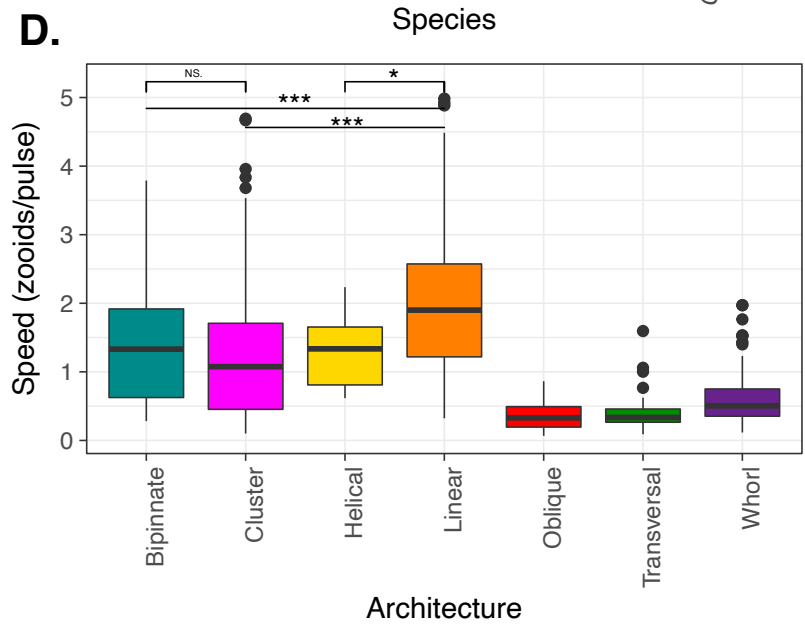 Species
D.
Speed (zooids/pulse)
5
4
3
2
1
0
NS.
*
***
***
Bipinnate
Cluster
Helical
Linear
Oblique
Transversal
Whorl
Architecture